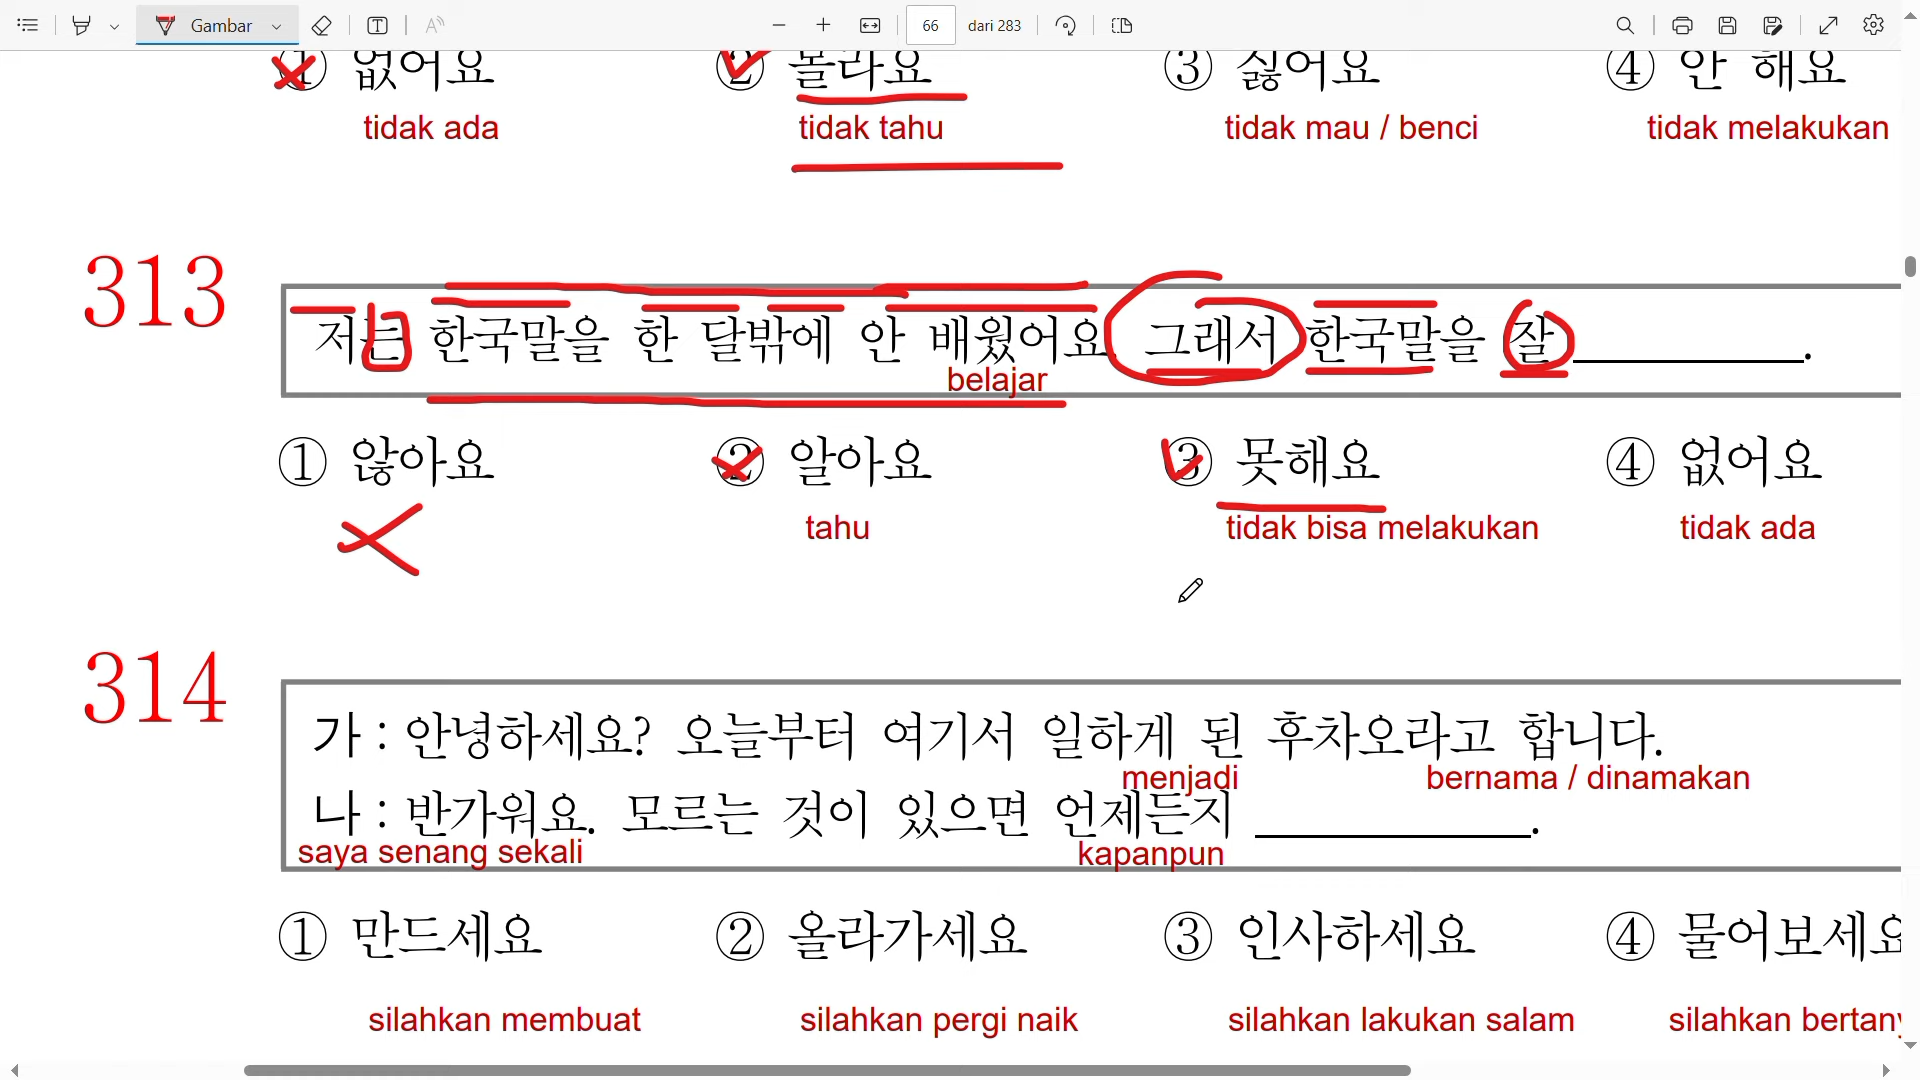 Gambar 66 dari 283
① 없어요 ② 몰라요 ③ 싫어요 ④ 안 해요
tidak ada tidak tahu tidak mau / benci tidak melakukan
313
저는 한국말을 한 달밖에 안 배웠어요. 그래서 한국말을 잘 ____________.
belajar
① 않아요 ② 알아요 ③ 못해요 ④ 없어요
tahu tidak bisa melakukan tidak ada
314
가 : 안녕하세요? 오늘부터 여기서 일하게 된 후차오라고 합니다.
menjadi bernama / dinamakan
나 : 반가워요. 모르는 것이 있으면 언제든지 ____________.
saya senang sekali kapanpun
① 만드세요 ② 올라가세요 ③ 인사하세요 ④ 물어보세요
silahkan membuat silahkan pergi naik silahkan lakukan salam silahkan bertany